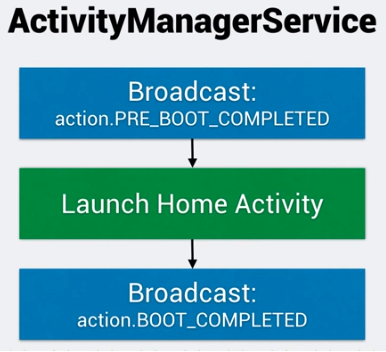 ActivityManagerService
Broadcast:
action.PRE_BOOT_COMPLETED
Launch Home Activity
Broadcast:
action.BOOT_COMPLETED